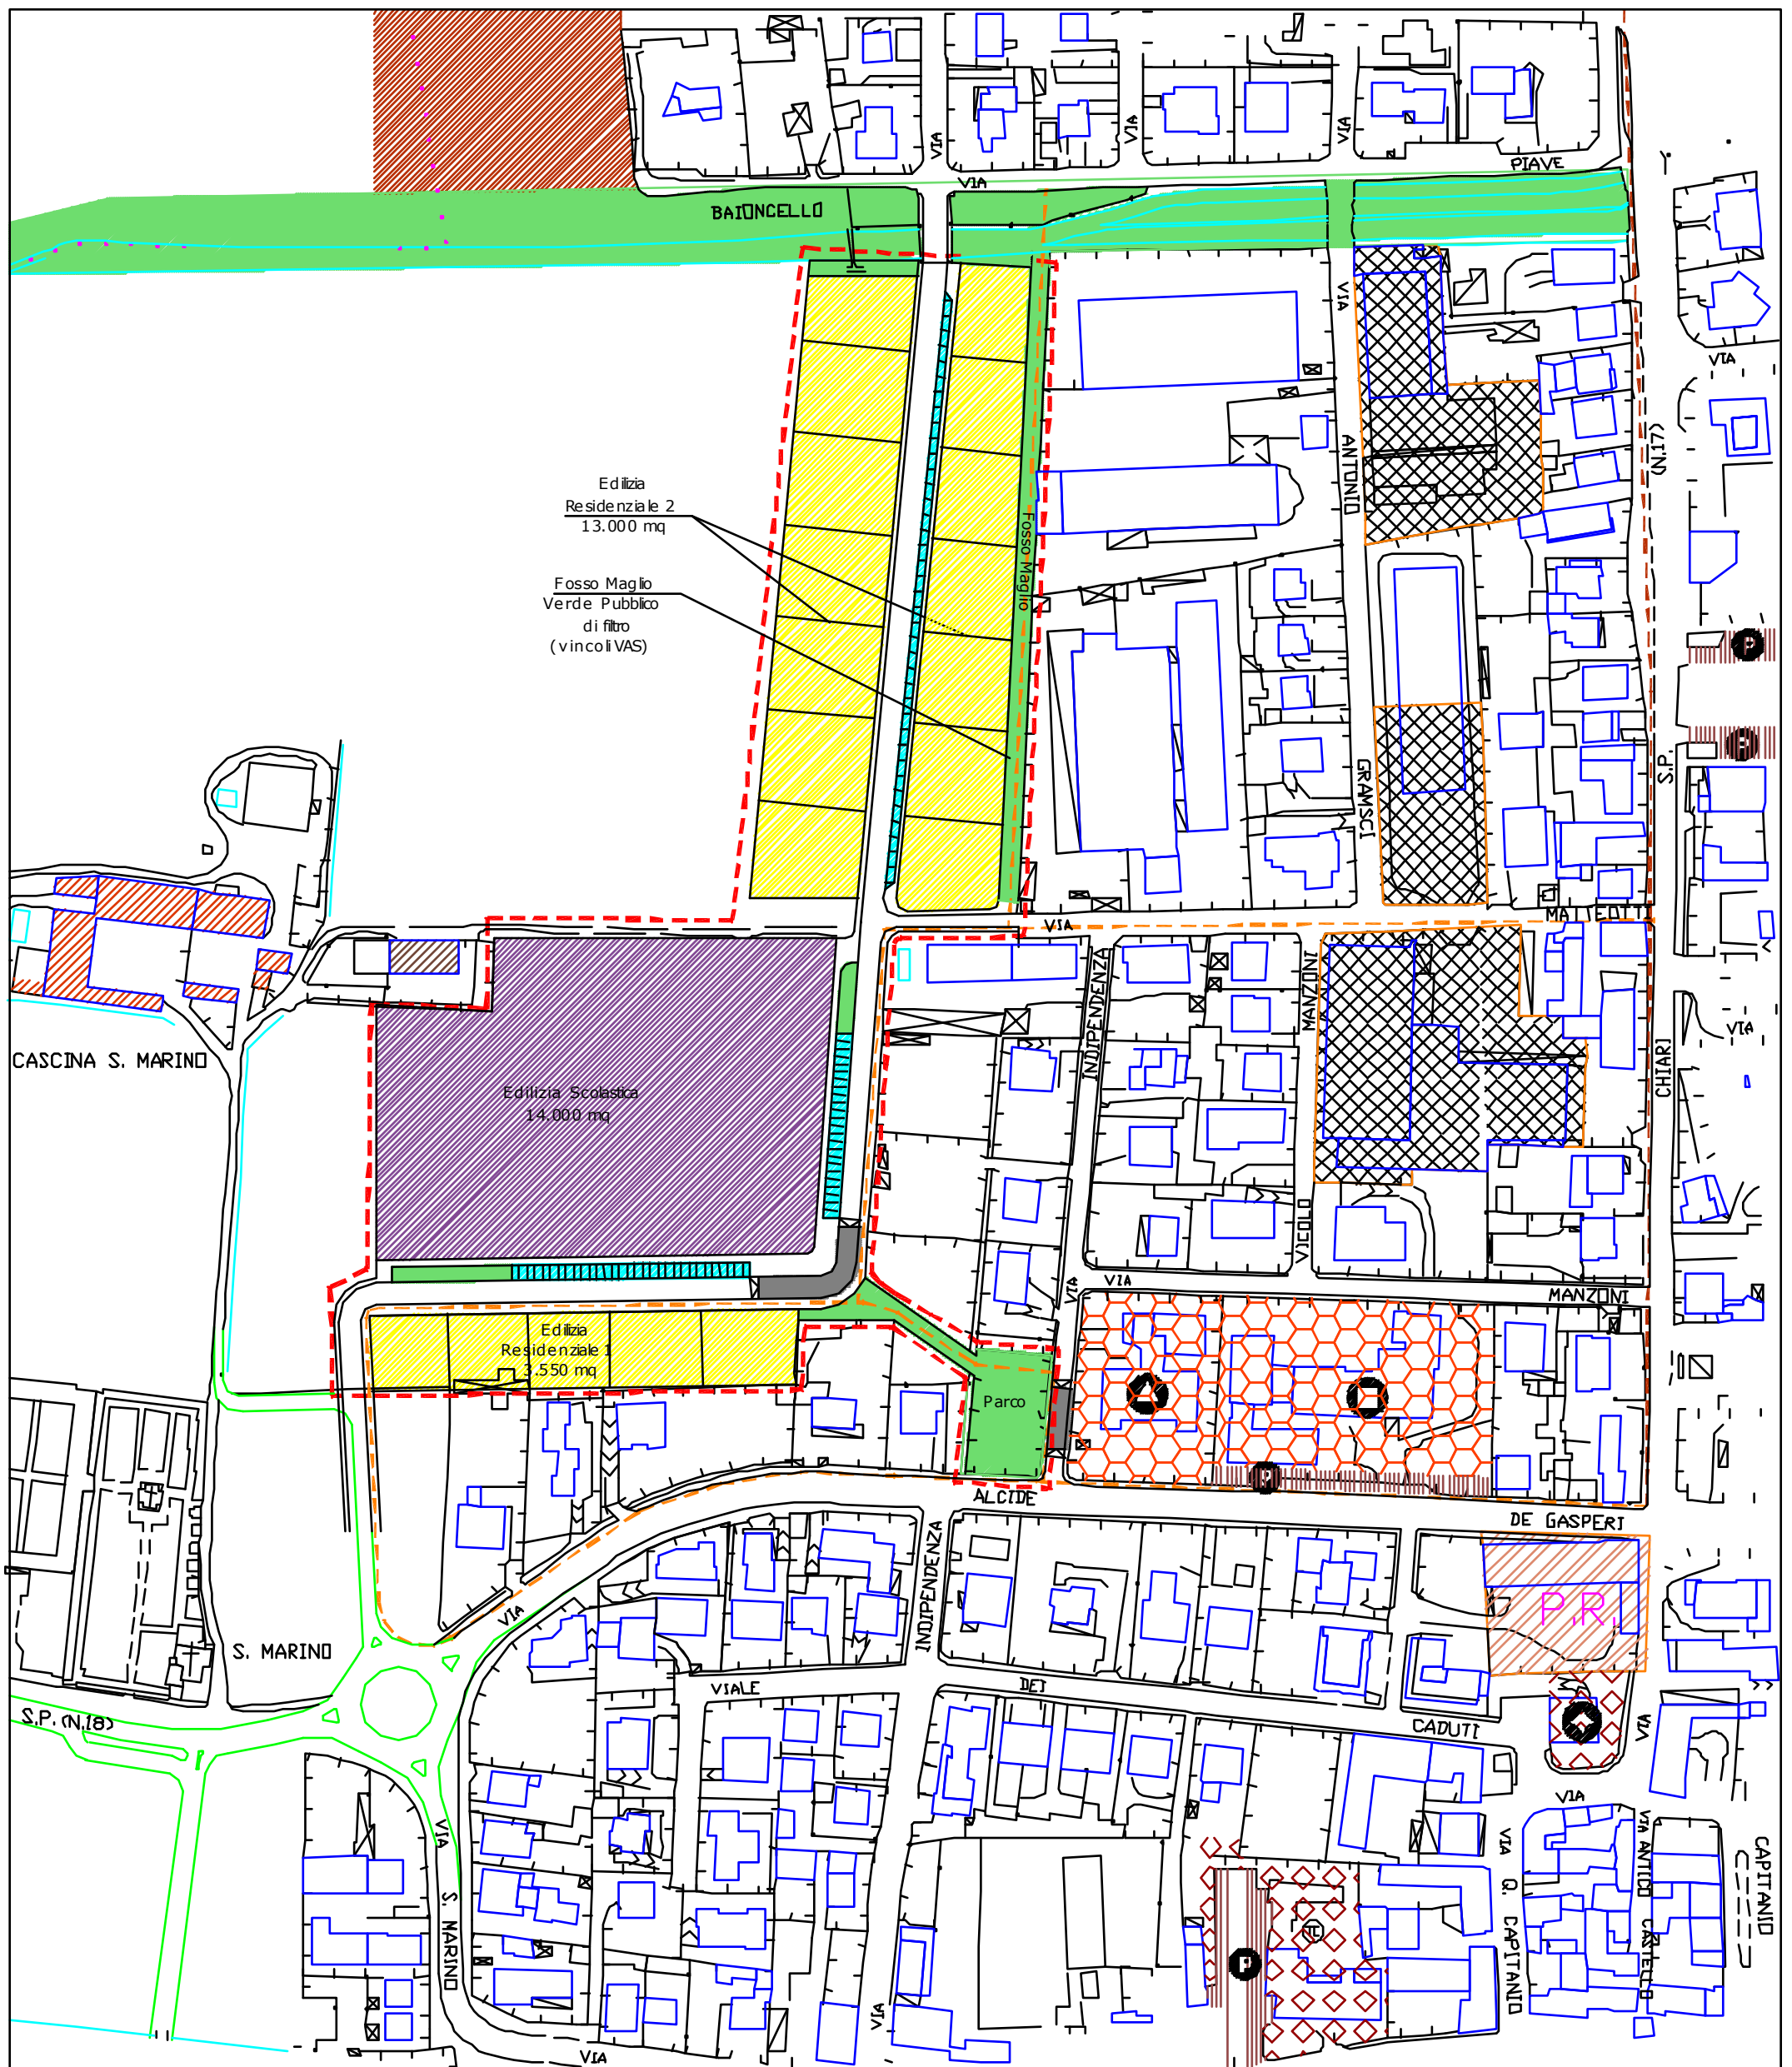 VIA
VIA
VIA
PIAVE
VIA
BAIONCELLO
VIA
VIA
Edilizia
Residenziale 2
13.000 mq
ANTONIO
(N.17)
Fosso Maglio
Fosso Maglio
Verde Pubblico
di filtro
(vincoli VAS)
P
P
S.P.
GRAMSCI
MATTEOTTI
VIA
INDIPENDENZA
MANZONI
VIA
CASCINA S. MARINO
CHIARI
Edilizia Scolastica
14.000 mq
VICOLO
VIA
VIA
MANZONI
Edilizia
Residenziale 1
3.550 mq
Parco
P
ALCIDE
DE GASPERI
INDIPENDENZA
VIA
P.R.
S. MARINO
VIALE
DEI
CADUTI
S.P. (N.18)
VIA
VIA
VIA
VIA
VIA ANTICO CASTELLO
CAPITANIO
S. MARINO
Q. CAPITANIO
P
VIA
VIA